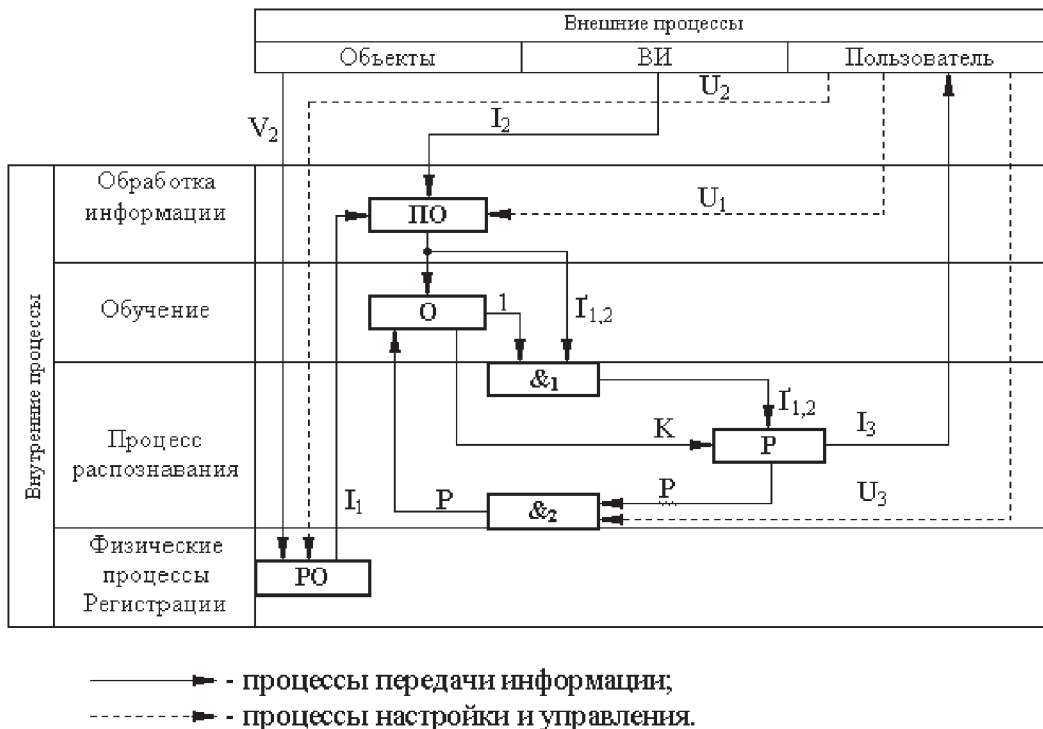 Внешние процессы
Объекты
ВИ
Пользователь
U₂
V₂
I₂
Обработка
информации
ПО
U₁
Внутренние процессы
Обучение
О
1
I′₁,₂
&₁
I′₁,₂
Процесс
распознавания
K
Р
I₃
I₁
P
&₂
P
U₃
Физические
процессы
Регистрации
РО
- процессы передачи информации;
- процессы настройки и управления.